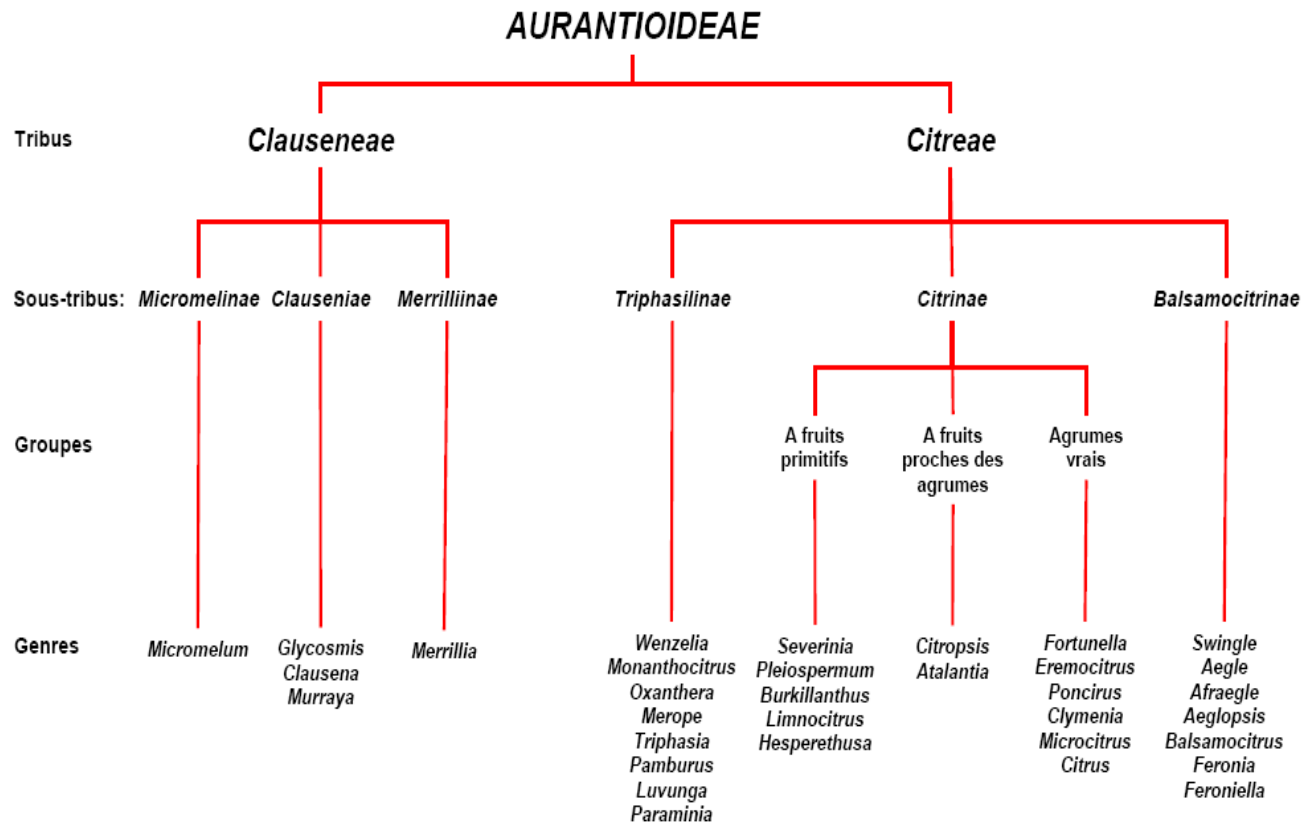 AURANTIOIDEAE
Tribus
Clauseneae
Citreae
Sous-tribus:
Micromelinae
Clauseniae
Merrilliinae
Triphasilinae
Citrinae
Balsamocitrinae
Groupes
A fruits
primitifs
A fruits
proches des
agrumes
Agrumes
vrais
Genres
Micromelum
Glycosmis
Clausena
Murraya
Merrillia
Wenzelia
Monanthocitrus
Oxanthera
Merope
Triphasia
Pamburus
Luvunga
Paraminia
Severinia
Pleiospermum
Burkillanthus
Limnocitrus
Hesperethusa
Citropsis
Atalantia
Fortunella
Eremocitrus
Poncirus
Clymenia
Microcitrus
Citrus
Swingle
Aegle
Afraegle
Aeglopsis
Balsamocitrus
Feronia
Feroniella